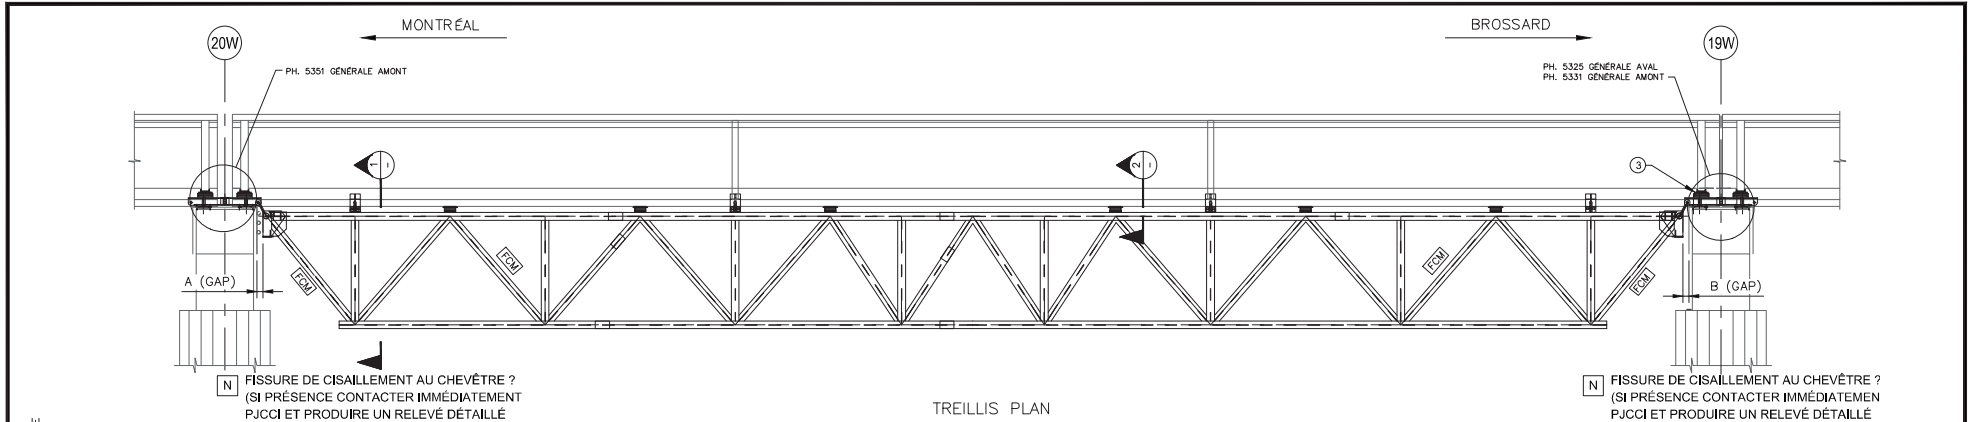 MONTRÉAL
BROSSARD
20W
19W
PH. 5351 GÉNÉRALE AMONT
PH. 5325 GÉNÉRALE AVAL
PH. 5331 GÉNÉRALE AMONT
1
-
2
-
3
FCM
FCM
FCM
FCM
A (GAP)
B (GAP)
N FISSURE DE CISAILLEMENT AU CHEVÊTRE ?
(SI PRÉSENCE CONTACTER IMMÉDIATEMENT
PJCCI ET PRODUIRE UN RELEVÉ DÉTAILLÉ
TREILLIS PLAN
N FISSURE DE CISAILLEMENT AU CHEVÊTRE ?
(SI PRÉSENCE CONTACTER IMMÉDIATEMEN
PJCCI ET PRODUIRE UN RELEVÉ DÉTAILLÉ